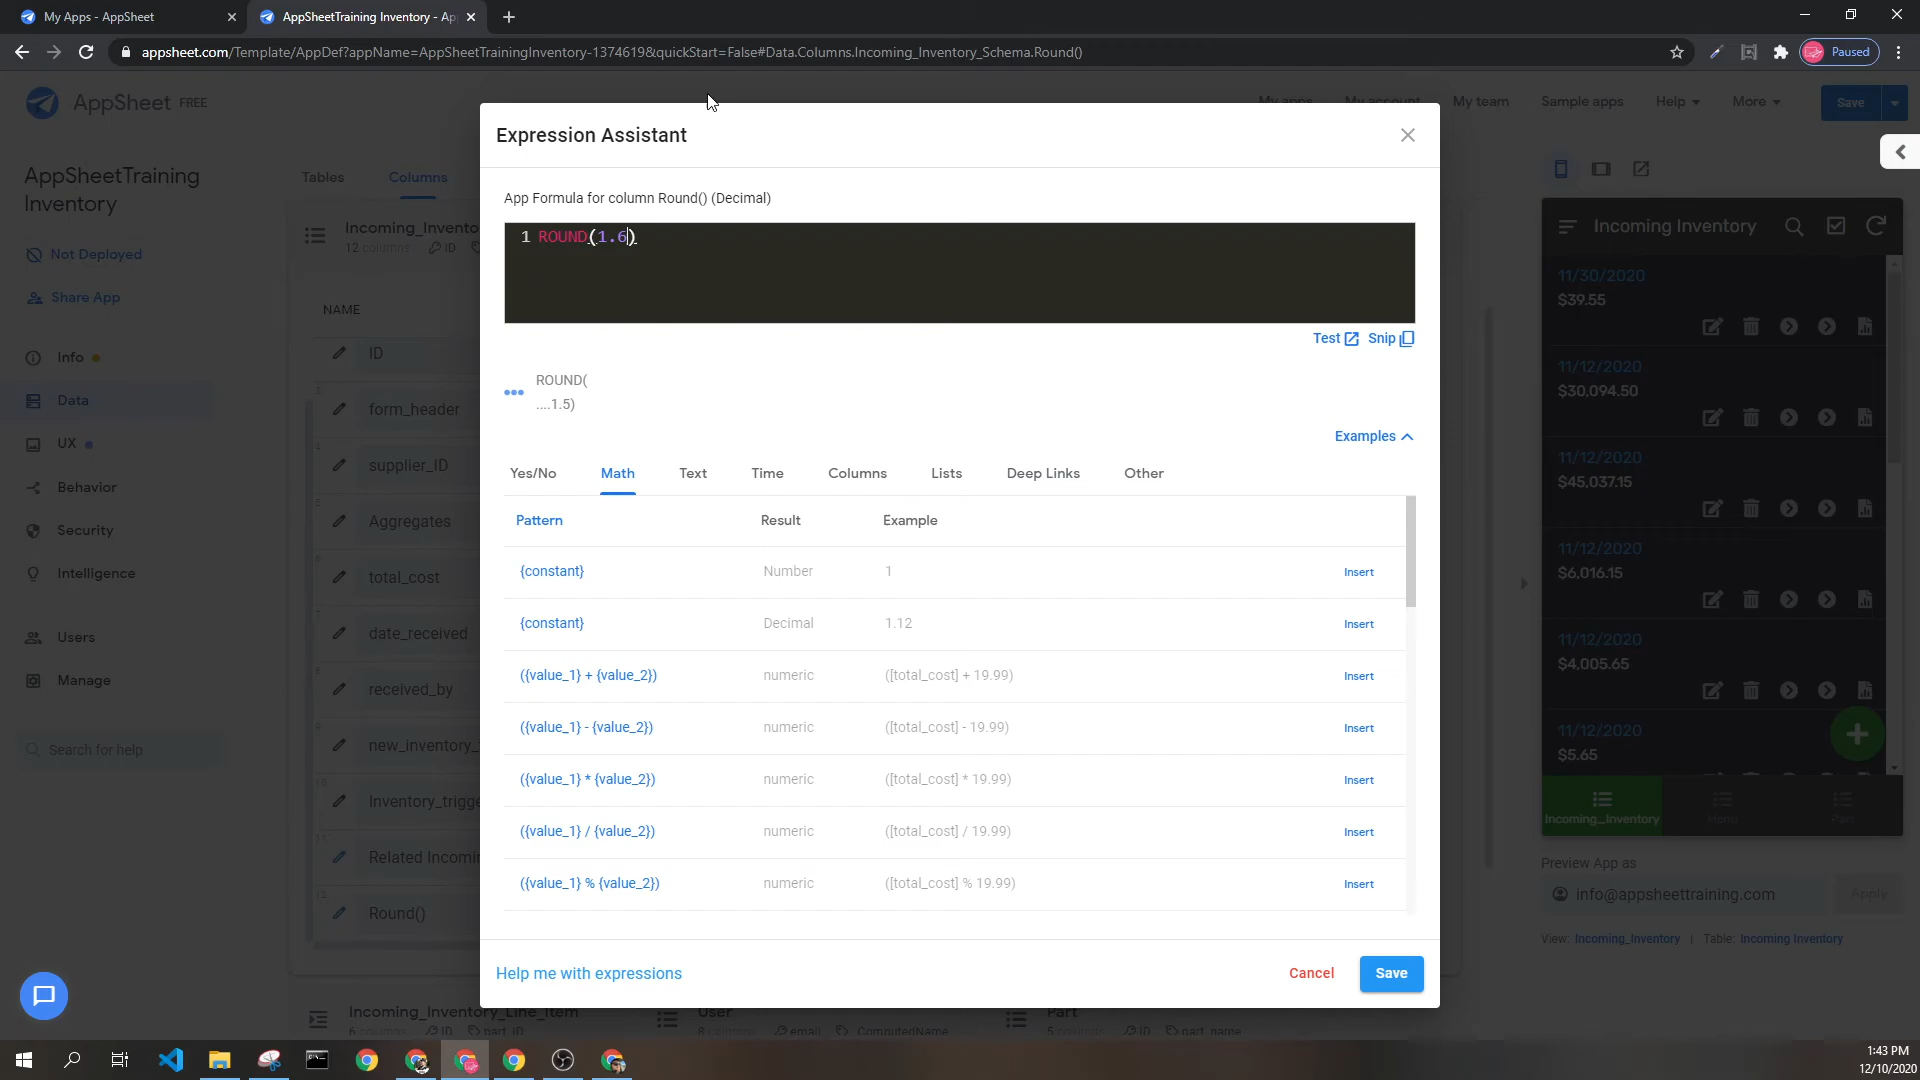 My Apps - AppSheet
AppSheetTraining Inventory - Ap
appsheet.com/Template/AppDef?appName=AppSheetTrainingInventory-1374619&quickStart=False#Data.Columns.Incoming_Inventory_Schema.Round()
Paused
AppSheet FREE
My apps
My account
My team
Sample apps
Help
More
Save
AppSheetTraining
Inventory
Not Deployed
Share App
Info
Data
UX
Behavior
Security
Intelligence
Users
Manage
Search for help
Tables
Columns
Incoming_Invento
12 columns
ID
NAME
ID
form_header
supplier_ID
Aggregates
total_cost
date_received
received_by
new_inventory_
Inventory_trigge
Related Incomi
Round()
Expression Assistant
App Formula for column Round() (Decimal)
1 ROUND(1.6)
Test
Snip
ROUND(
....1.5)
Examples
Yes/No
Math
Text
Time
Columns
Lists
Deep Links
Other
Pattern Result Example
{constant} Number 1 Insert
{constant} Decimal 1.12 Insert
({value_1} + {value_2}) numeric ([total_cost] + 19.99) Insert
({value_1} - {value_2}) numeric ([total_cost] - 19.99) Insert
({value_1} * {value_2}) numeric ([total_cost] * 19.99) Insert
({value_1} / {value_2}) numeric ([total_cost] / 19.99) Insert
({value_1} % {value_2}) numeric ([total_cost] % 19.99) Insert
Help me with expressions
Cancel
Save
Incoming_Inventory_Line_Item
6 columns
ID
part_ID
User
8 columns
email
ComputedName
Part
5 columns
ID
part_name
Incoming Inventory
11/30/2020
$39.55
11/12/2020
$30,094.50
11/12/2020
$45,037.15
11/12/2020
$6,016.15
11/12/2020
$4,005.65
11/12/2020
$5.65
Incoming_Inventory
Menu
Part
Preview App as
info@appsheettraining.com
Apply
View: Incoming_Inventory | Table: Incoming Inventory
1:43 PM
12/10/2020